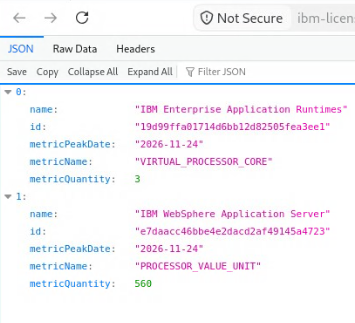 Not Secure ibm-licen
JSON Raw Data Headers
Save Copy Collapse All Expand All Filter JSON
0:
name: "IBM Enterprise Application Runtimes"
id: "19d99ffa01714d6bb12d82505fea3ee1"
metricPeakDate: "2026-11-24"
metricName: "VIRTUAL_PROCESSOR_CORE"
metricQuantity: 3
1:
name: "IBM WebSphere Application Server"
id: "e7daacc46bbe4e2dacd2af49145a4723"
metricPeakDate: "2026-11-24"
metricName: "PROCESSOR_VALUE_UNIT"
metricQuantity: 560